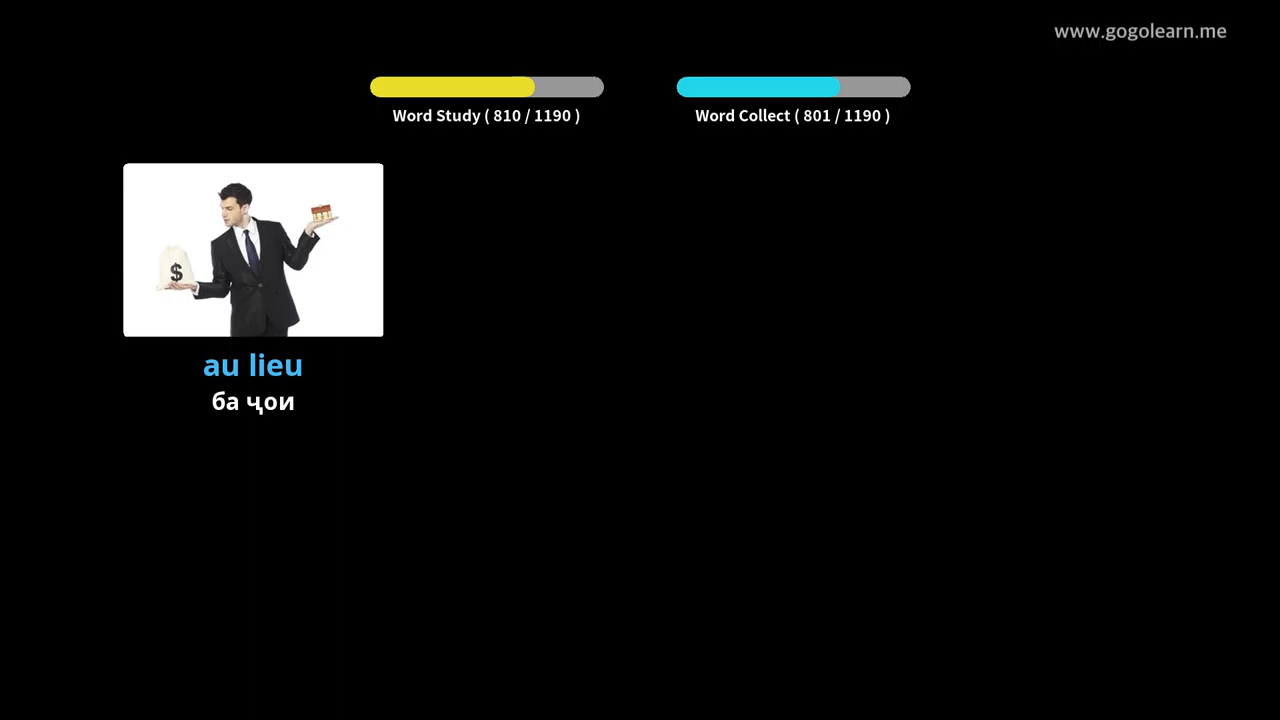 www.gogolearn.me
Word Study ( 810 / 1190 )
Word Collect ( 801 / 1190 )
$
au lieu
ба ҷои